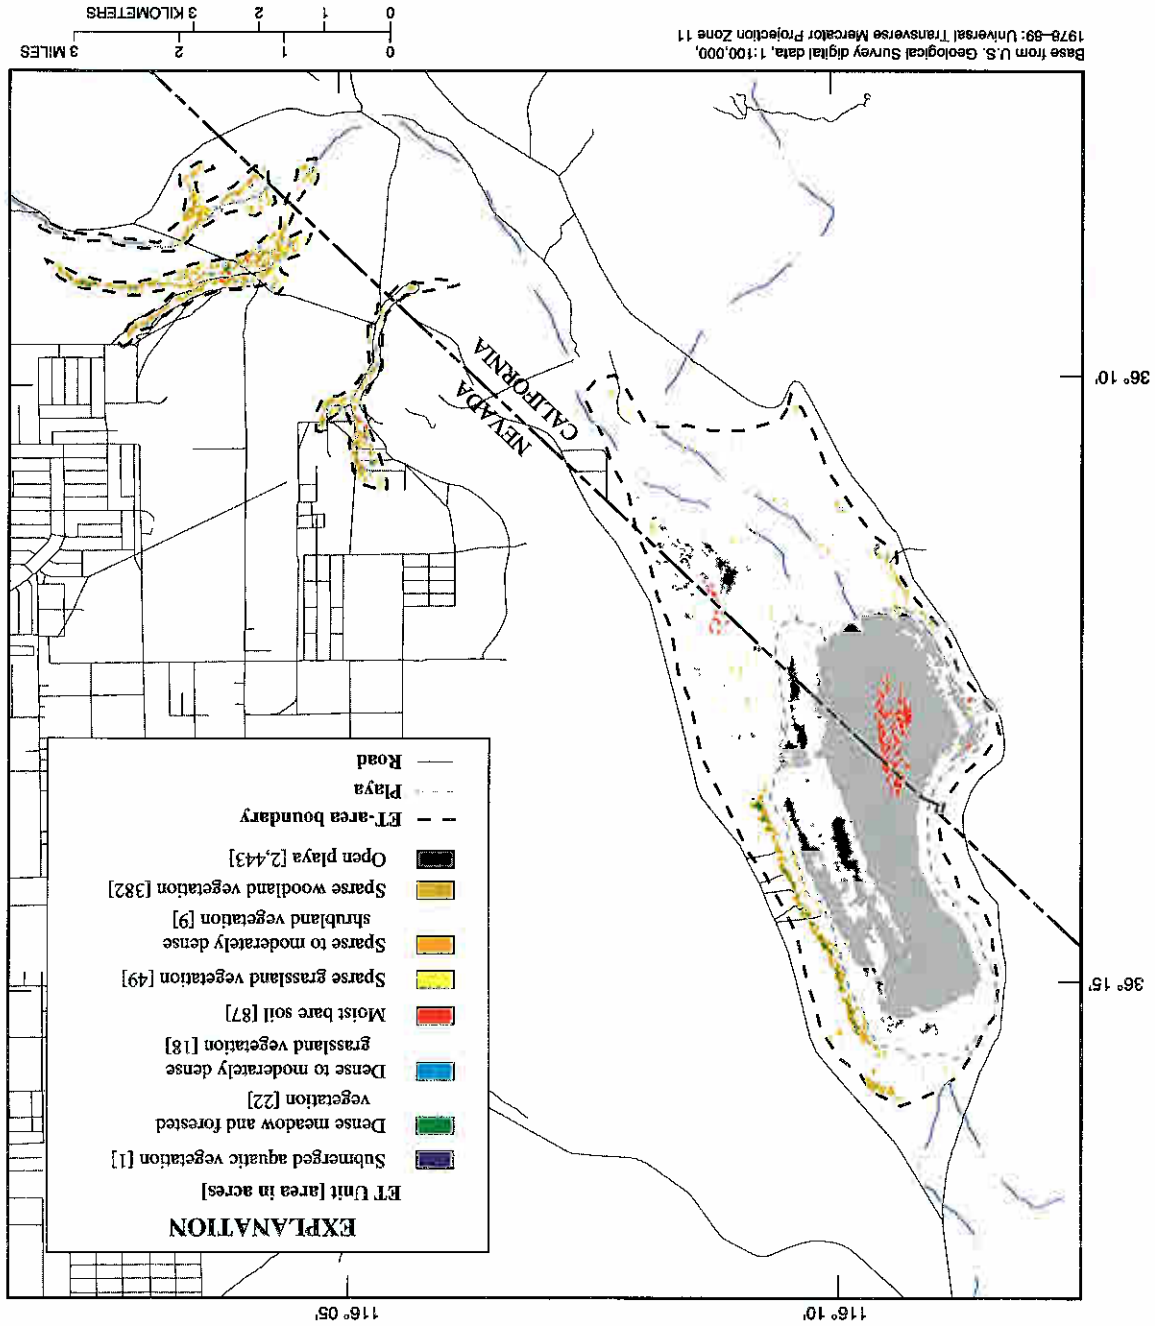 116° 10'
116° 05'
36° 15'
36° 10'
EXPLANATION
ET Unit [area in acres]
Submerged aquatic vegetation [1]
Dense meadow and forested
vegetation [22]
Dense to moderately dense
grassland vegetation [18]
Moist bare soil [87]
Sparse grassland vegetation [49]
Sparse to moderately dense
shrubland vegetation [9]
Sparse woodland vegetation [382]
Open playa [2,443]
ET-area boundary
Playa
Road
NEVADA
CALIFORNIA
Base from U.S. Geological Survey digital data, 1:100,000,
1978–89: Universal Transverse Mercator Projection Zone 11
0 1 2 3 MILES
0 1 2 3 KILOMETERS